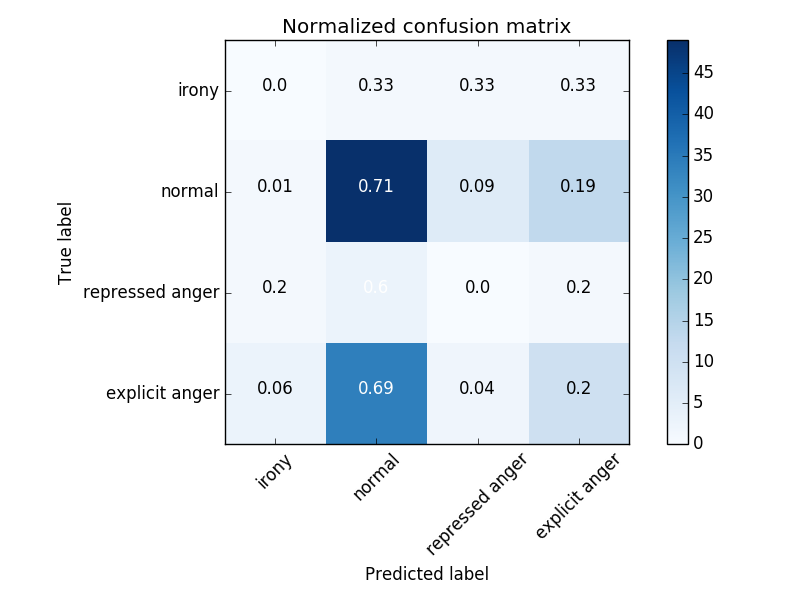 Normalized confusion matrix
True label
irony
0.0 0.33 0.33 0.33
normal
0.01 0.71 0.09 0.19
repressed anger
0.2 0.6 0.0 0.2
explicit anger
0.06 0.69 0.04 0.2
irony normal repressed anger explicit anger
Predicted label
45
40
35
30
25
20
15
10
5
0